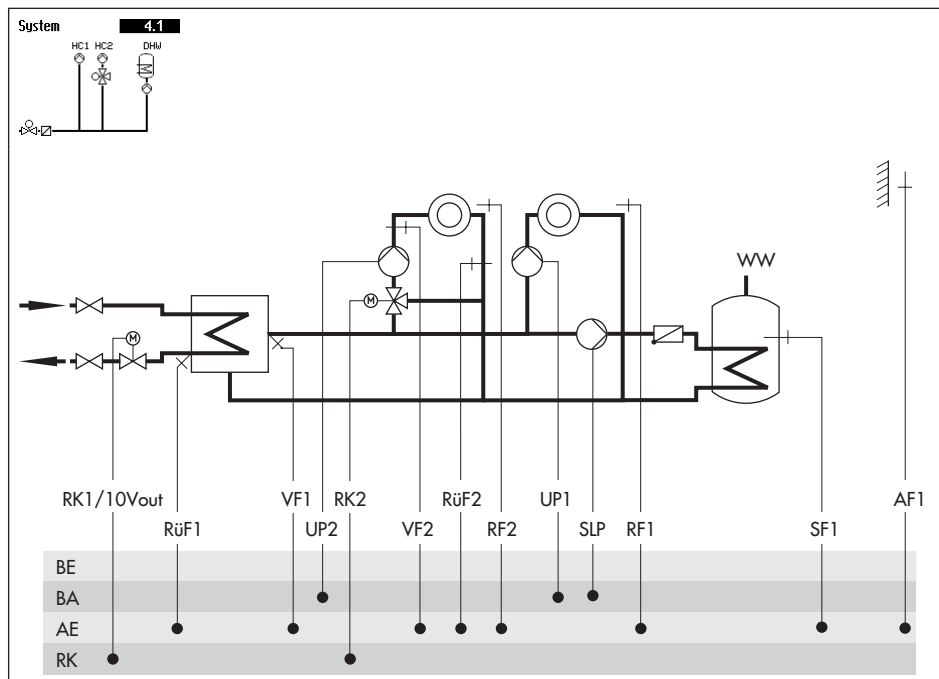 System 4.1
HC1 HC2 DHW
WW
M
M
RK1/10Vout VF1 RK2 RüF2 UP1 AF1
RüF1 UP2 VF2 RF2 SLP RF1 SF1
BE
BA
AE
RK